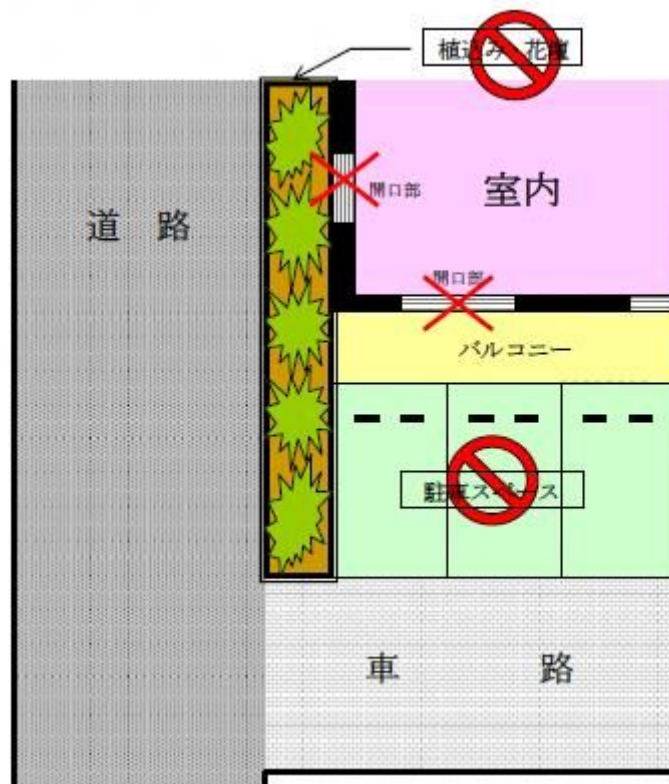 植込み・花壇
開口部
室内
道 路
開口部
バルコニー
駐車スペース
車 路